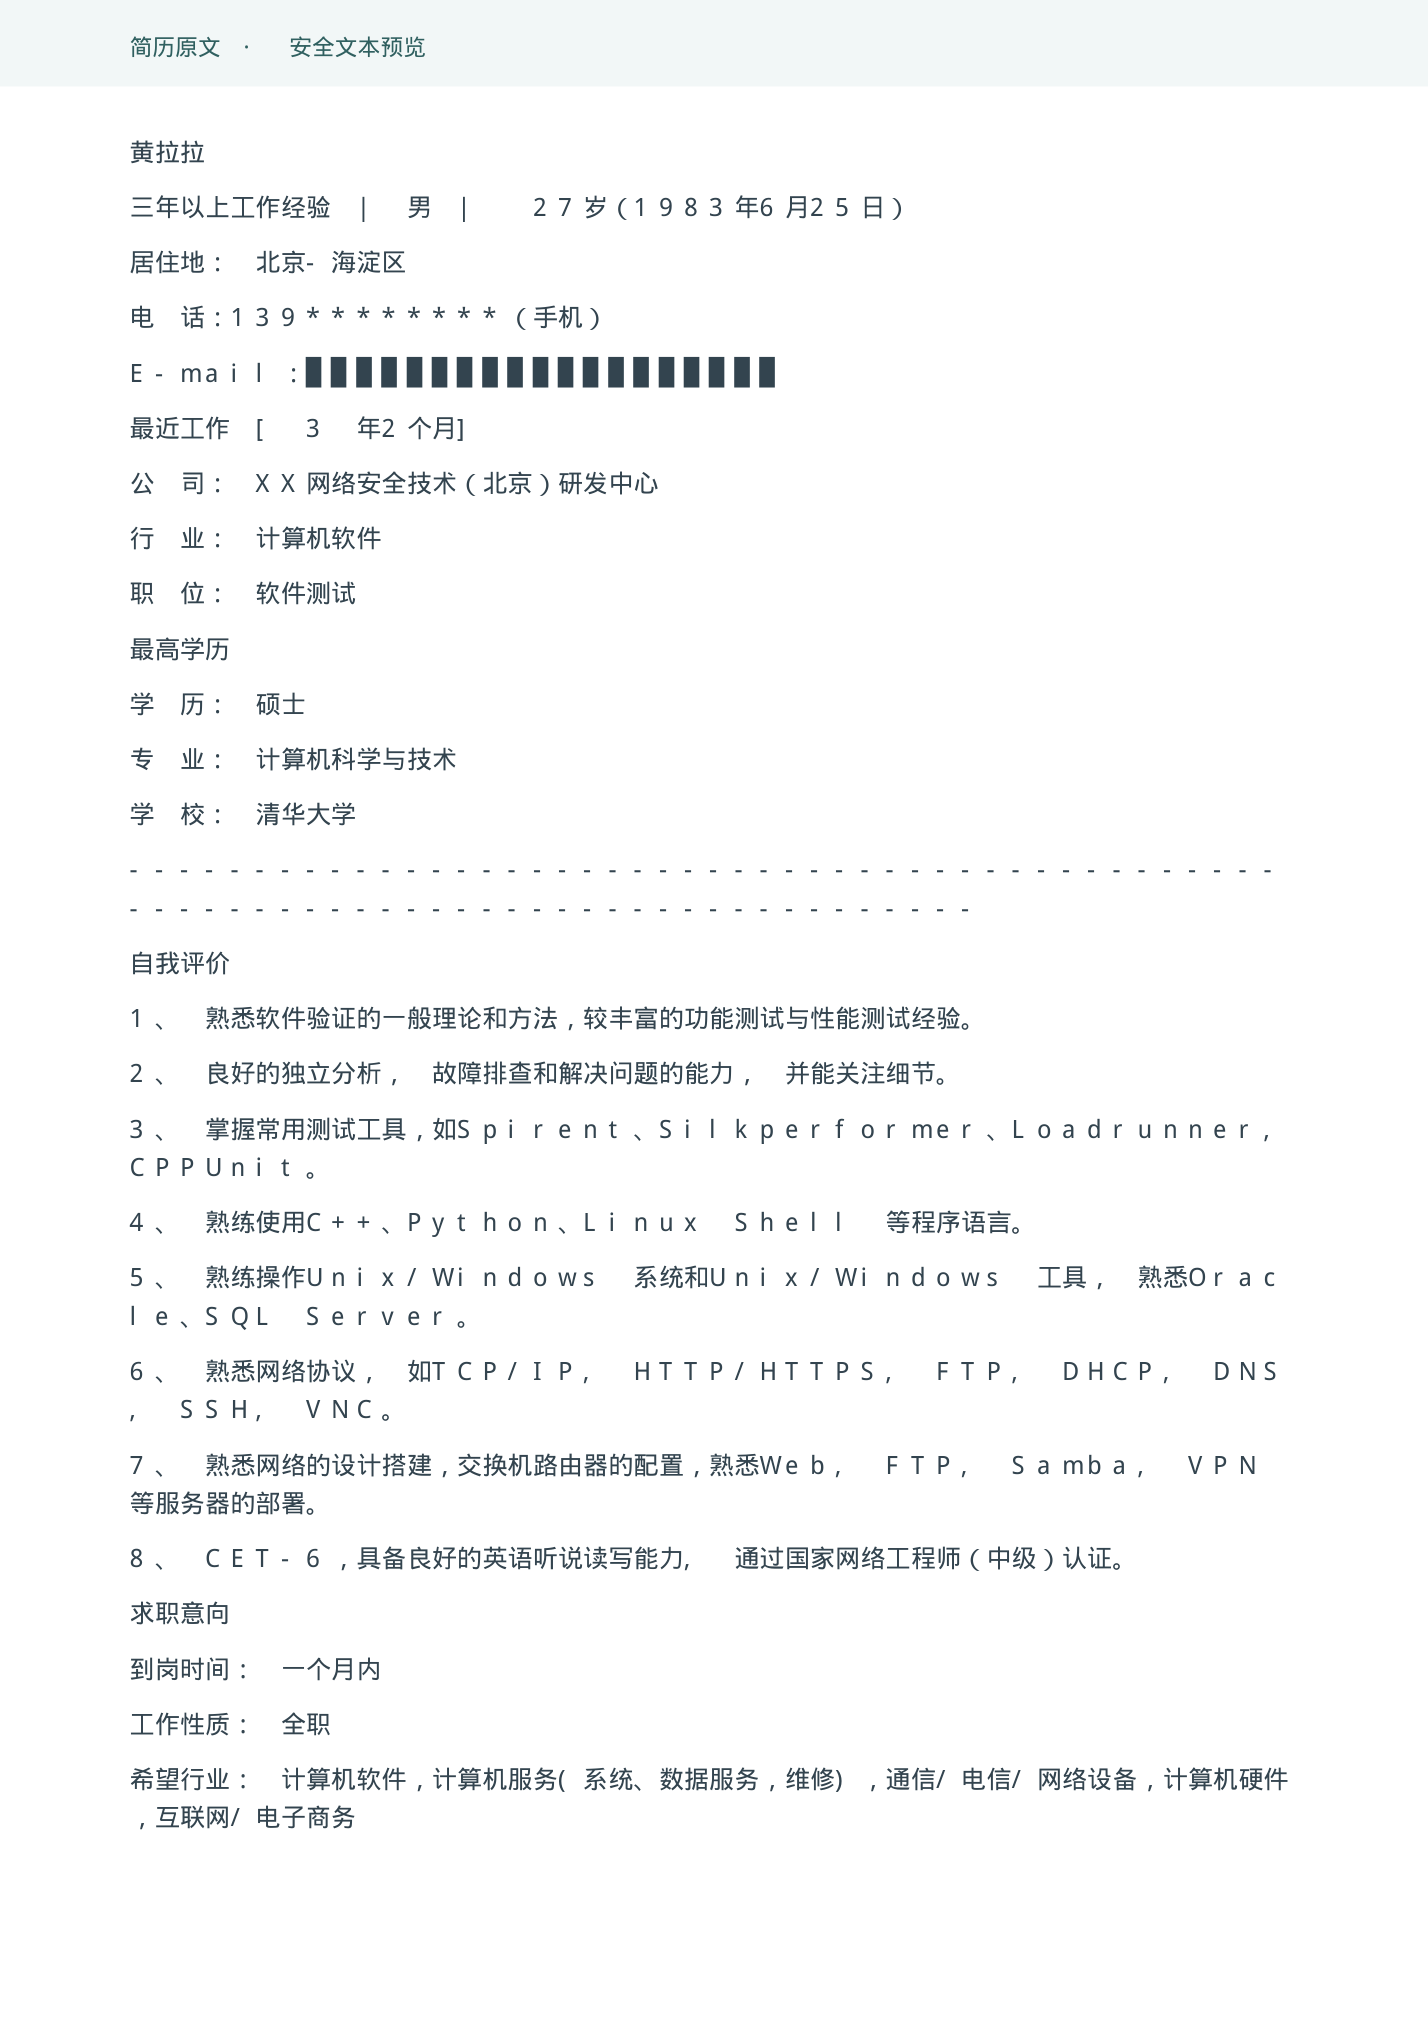 简历原文 · 安全文本预览
黄拉拉
三年以上工作经验 | 男 | 27岁（1983年6月25日）
居住地： 北京-海淀区
电 话：139********（手机）
E-mail：███████████████████
最近工作 [ 3 年2个月]
公 司： XX网络安全技术（北京）研发中心
行 业： 计算机软件
职 位： 软件测试
最高学历
学 历： 硕士
专 业： 计算机科学与技术
学 校： 清华大学
----------------------------------------------
----------------------------------
自我评价
1、 熟悉软件验证的一般理论和方法，较丰富的功能测试与性能测试经验。
2、 良好的独立分析， 故障排查和解决问题的能力， 并能关注细节。
3、 掌握常用测试工具，如Spirent、Silkperformer、Loadrunner,
CPPUnit。
4、 熟练使用C++、Python、Linux Shell 等程序语言。
5、 熟练操作Unix/Windows 系统和Unix/Windows 工具， 熟悉Orac
le、SQL Server。
6、 熟悉网络协议， 如TCP/IP, HTTP/HTTPS, FTP, DHCP, DNS
, SSH, VNC。
7、 熟悉网络的设计搭建，交换机路由器的配置，熟悉Web, FTP, Samba, VPN
等服务器的部署。
8、 CET-6，具备良好的英语听说读写能力, 通过国家网络工程师（中级）认证。
求职意向
到岗时间： 一个月内
工作性质： 全职
希望行业： 计算机软件，计算机服务(系统、数据服务，维修) ，通信/电信/网络设备，计算机硬件
，互联网/电子商务